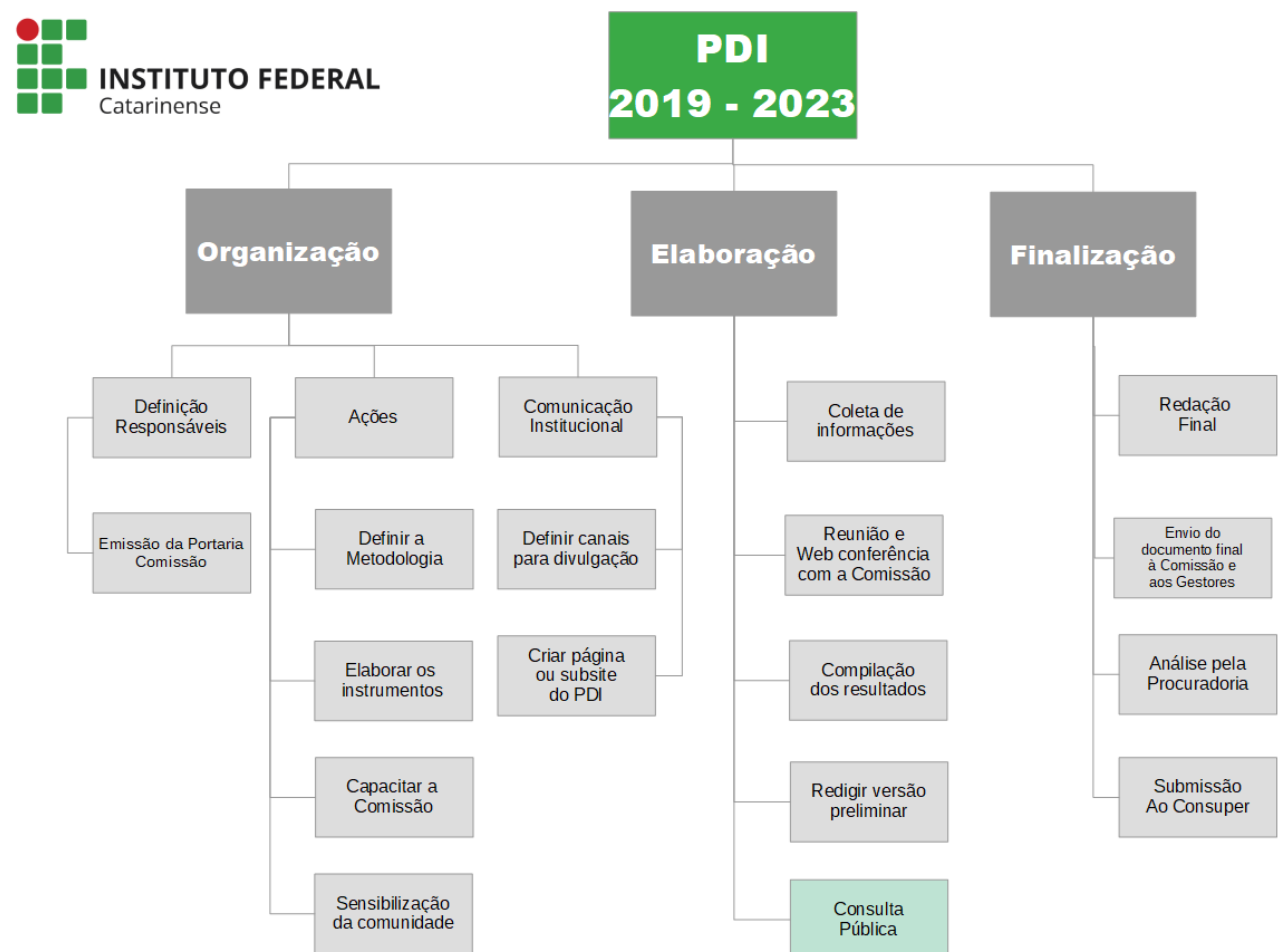 INSTITUTO FEDERAL
Catarinense
PDI
2019 - 2023
Organização
Elaboração
Finalização
Definição
Responsáveis
Emissão da Portaria
Comissão
Ações
Definir a
Metodologia
Elaborar os
instrumentos
Capacitar a
Comissão
Sensibilização
da comunidade
Comunicação
Institucional
Definir canais
para divulgação
Criar página
ou subsite
do PDI
Coleta de
informações
Reunião e
Web conferência
com a Comissão
Compilação
dos resultados
Redigir versão
preliminar
Consulta
Pública
Redação
Final
Envio do
documento final
à Comissão e
aos Gestores
Análise pela
Procuradoria
Submissão
Ao Consuper